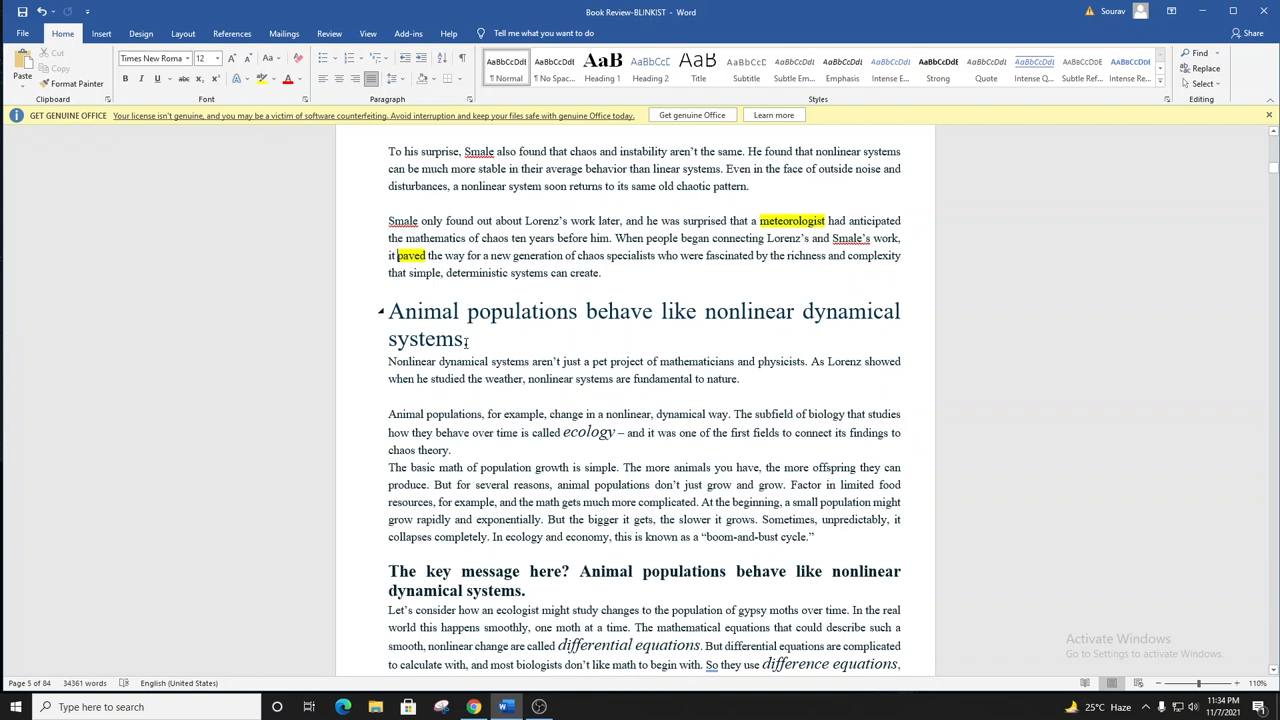 Book Review-BLINKIST - Word
Sourav
File Home Insert Design Layout References Mailings Review View Add-ins Help Tell me what you want to do Share
Paste Cut Copy Format Painter
Times New Roma 12 Aa
AaBbCcDdI AaBbCcDdI AaB AaBbCcI AaB AaBbCcD AaBbCcDdI AaBbCcDdI AaBbCcDdI AaBbCcDdI AaBbCcDdI AaBbCcDdI AaBbCcDdE AaBbCcDdE
¶ Normal ¶ No Spac... Heading 1 Heading 2 Title Subtitle Subtle Em... Emphasis Intense E... Strong Quote Intense Q... Subtle Ref... Intense Re...
Find Replace Select
Clipboard Font Paragraph Styles Editing
GET GENUINE OFFICE Your license isn't genuine, and you may be a victim of software counterfeiting. Avoid interruption and keep your files safe with genuine Office today. Get genuine Office Learn more
To his surprise, Smale also found that chaos and instability aren’t the same. He found that nonlinear systems
can be much more stable in their average behavior than linear systems. Even in the face of outside noise and
disturbances, a nonlinear system soon returns to its same old chaotic pattern.
Smale only found out about Lorenz’s work later, and he was surprised that a meteorologist had anticipated
the mathematics of chaos ten years before him. When people began connecting Lorenz’s and Smale’s work,
it paved the way for a new generation of chaos specialists who were fascinated by the richness and complexity
that simple, deterministic systems can create.
Animal populations behave like nonlinear dynamical
systems.
Nonlinear dynamical systems aren’t just a pet project of mathematicians and physicists. As Lorenz showed
when he studied the weather, nonlinear systems are fundamental to nature.
Animal populations, for example, change in a nonlinear, dynamical way. The subfield of biology that studies
how they behave over time is called ecology – and it was one of the first fields to connect its findings to
chaos theory.
The basic math of population growth is simple. The more animals you have, the more offspring they can
produce. But for several reasons, animal populations don’t just grow and grow. Factor in limited food
resources, for example, and the math gets much more complicated. At the beginning, a small population might
grow rapidly and exponentially. But the bigger it gets, the slower it grows. Sometimes, unpredictably, it
collapses completely. In ecology and economy, this is known as a “boom-and-bust cycle.”
The key message here? Animal populations behave like nonlinear
dynamical systems.
Let’s consider how an ecologist might study changes to the population of gypsy moths over time. In the real
world this happens smoothly, one moth at a time. The mathematical equations that could describe such a
smooth, nonlinear change are called differential equations. But differential equations are complicated
to calculate with, and most biologists don’t like math to begin with. So they use difference equations,
Activate Windows
Go to Settings to activate Windows.
Page 5 of 84 34361 words English (United States) 110%
Type here to search
25°C Haze
11:34 PM
11/7/2021